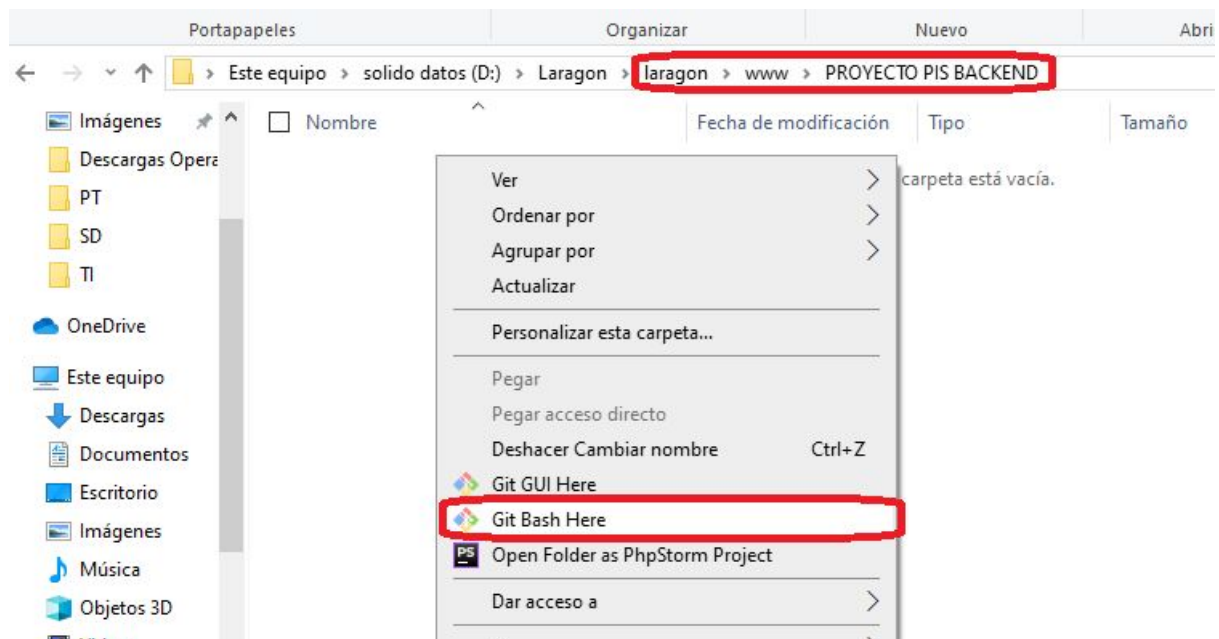 Portapapeles Organizar Nuevo Abri
Este equipo > solido datos (D:) > Laragon > laragon > www > PROYECTO PIS BACKEND
Nombre Fecha de modificación Tipo Tamaño
Imágenes
Descargas Opera
PT
SD
TI
OneDrive
Este equipo
Descargas
Documentos
Escritorio
Imágenes
Música
Objetos 3D
carpeta está vacía.
Ver
Ordenar por
Agrupar por
Actualizar
Personalizar esta carpeta...
Pegar
Pegar acceso directo
Deshacer Cambiar nombre Ctrl+Z
Git GUI Here
Git Bash Here
PS Open Folder as PhpStorm Project
Dar acceso a